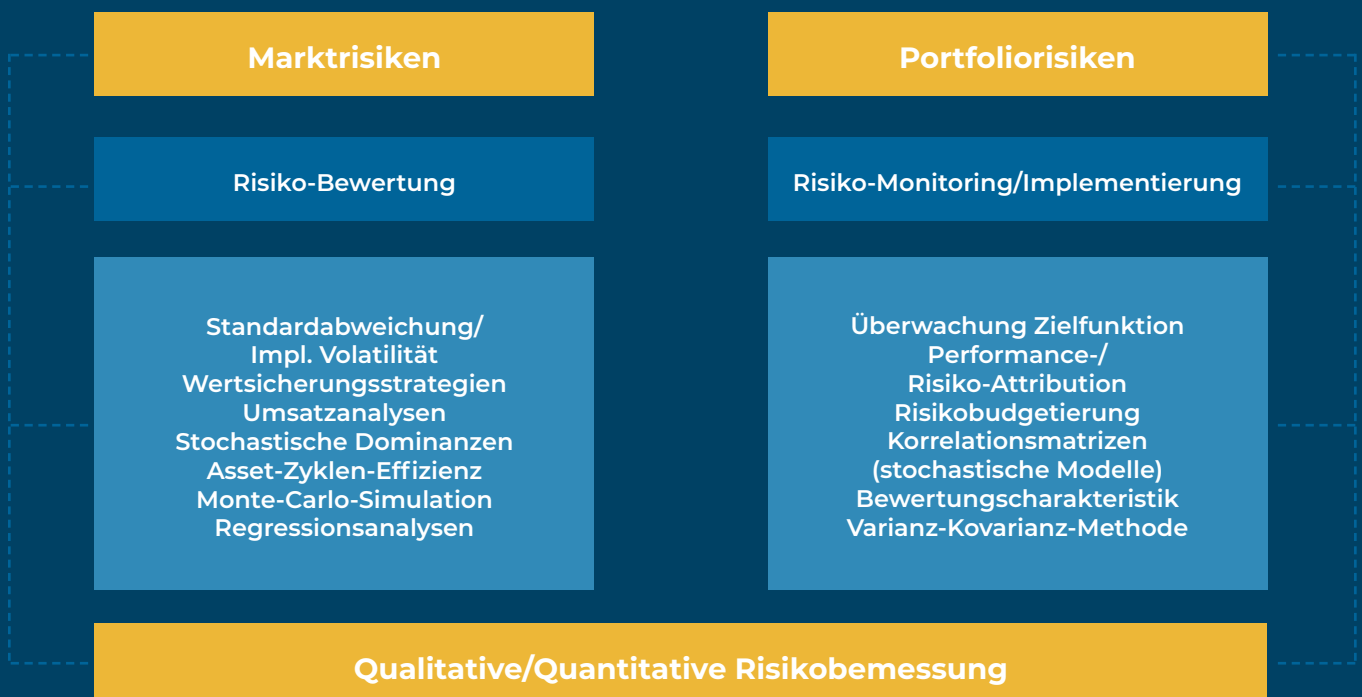 Marktrisiken
Risiko-Bewertung
Standardabweichung/
Impl. Volatilität
Wertsicherungsstrategien
Umsatzanalysen
Stochastische Dominanzen
Asset-Zyklen-Effizienz
Monte-Carlo-Simulation
Regressionsanalysen
Portfoliorisiken
Risiko-Monitoring/Implementierung
Überwachung Zielfunktion
Performance-/
Risiko-Attribution
Risikobudgetierung
Korrelationsmatrizen
(stochastische Modelle)
Bewertungscharakteristik
Varianz-Kovarianz-Methode
Qualitative/Quantitative Risikobemessung